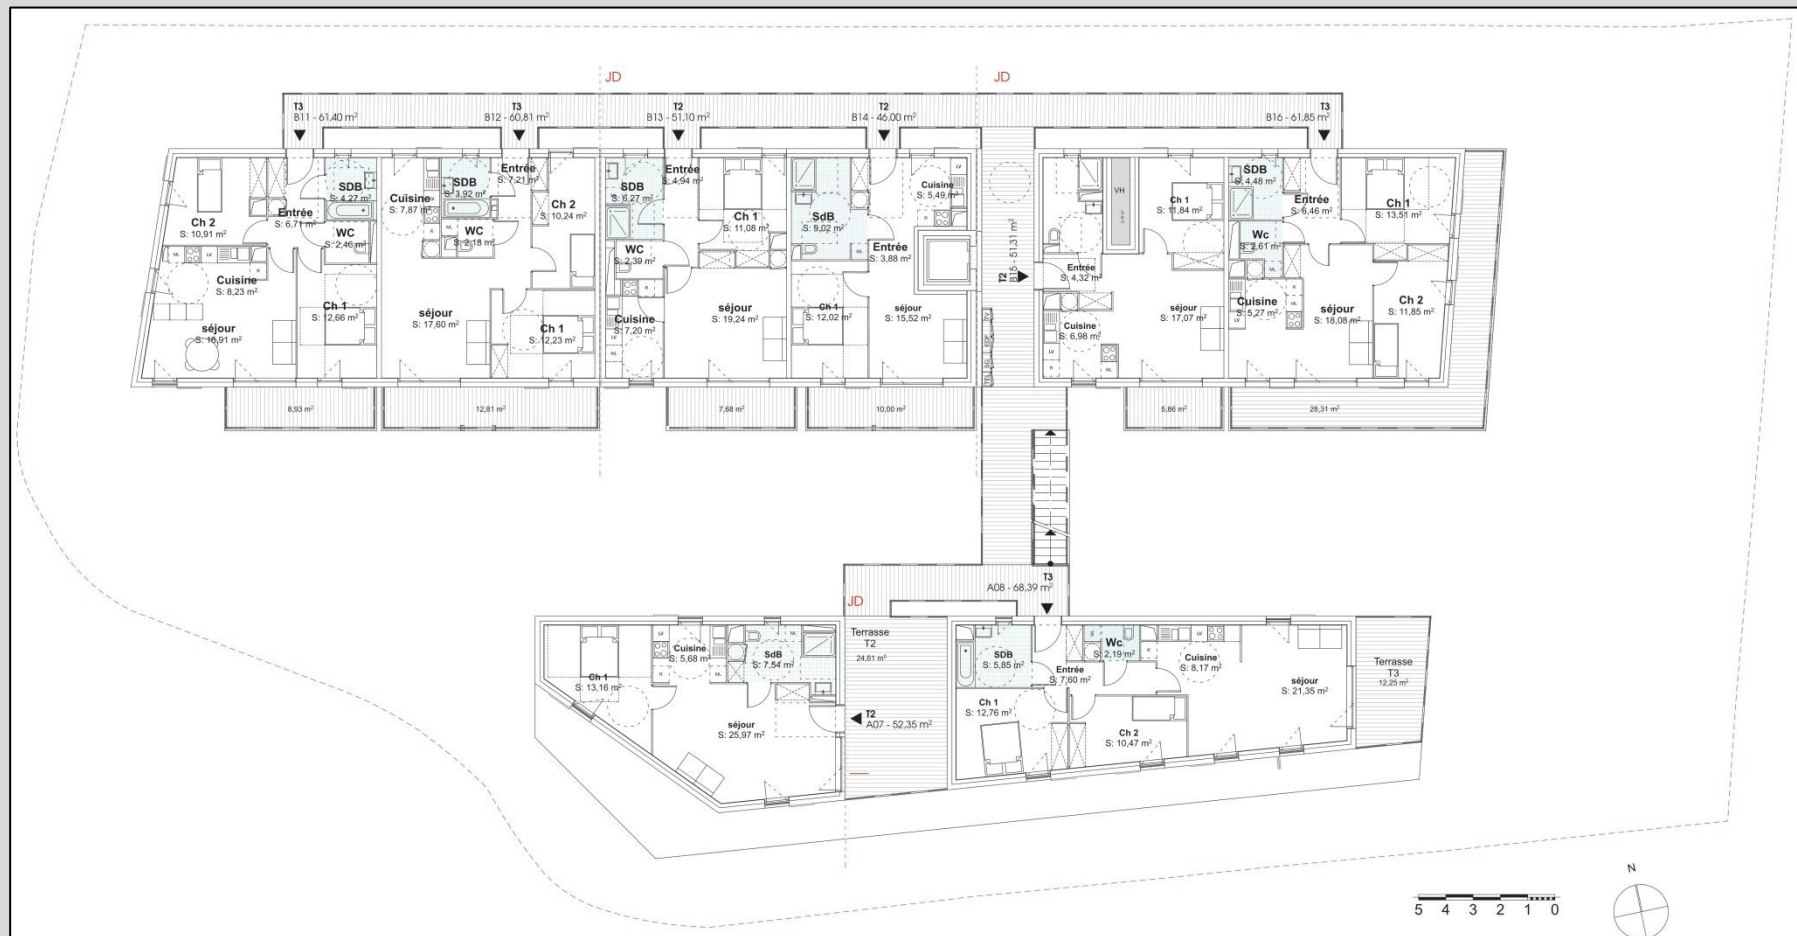 JD
JD
T3
B11 - 61,40 m²
T3
B12 - 60,81 m²
T2
B13 - 51,10 m²
T2
B14 - 46,00 m²
T3
B16 - 61,85 m²
Ch 2
S: 10,91 m²
Entrée
S: 6,71 m²
SDB
S: 4,27 m²
WC
S: 2,46 m²
Cuisine
S: 8,23 m²
séjour
S: 16,91 m²
Ch 1
S: 12,66 m²
Cuisine
S: 7,87 m²
SDB
S: 3,92 m²
Entrée
S: 7,21 m²
WC
S: 2,18 m²
Ch 2
S: 10,24 m²
séjour
S: 17,60 m²
Ch 1
S: 12,23 m²
SDB
S: 6,27 m²
Entrée
S: 4,94 m²
WC
S: 2,39 m²
Ch 1
S: 11,08 m²
Cuisine
S: 7,20 m²
séjour
S: 19,24 m²
SdB
S: 9,02 m²
Cuisine
S: 5,49 m²
Entrée
S: 3,88 m²
Ch 1
S: 12,02 m²
séjour
S: 15,52 m²
T2
B15 - 51,31 m²
TEL
SG
EDF
VH
Ch 1
S: 11,84 m²
Entrée
S: 4,32 m²
Cuisine
S: 6,98 m²
séjour
S: 17,07 m²
SDB
S: 4,48 m²
Entrée
S: 6,46 m²
Wc
S: 2,61 m²
Ch 1
S: 13,51 m²
Cuisine
S: 5,27 m²
séjour
S: 18,08 m²
Ch 2
S: 11,85 m²
8,93 m²
12,81 m²
7,68 m²
10,00 m²
5,86 m²
28,31 m²
T3
A08 - 68,39 m²
JD
Ch 1
S: 13,16 m²
Cuisine
S: 5,68 m²
SdB
S: 7,54 m²
séjour
S: 25,97 m²
Terrasse
T2
24,61 m²
T2
A07 - 52,35 m²
SDB
S: 5,85 m²
Entrée
S: 7,60 m²
Wc
S: 2,19 m²
Cuisine
S: 8,17 m²
séjour
S: 21,35 m²
Ch 1
S: 12,76 m²
Ch 2
S: 10,47 m²
Terrasse
T3
12,25 m²
5 4 3 2 1 0
N